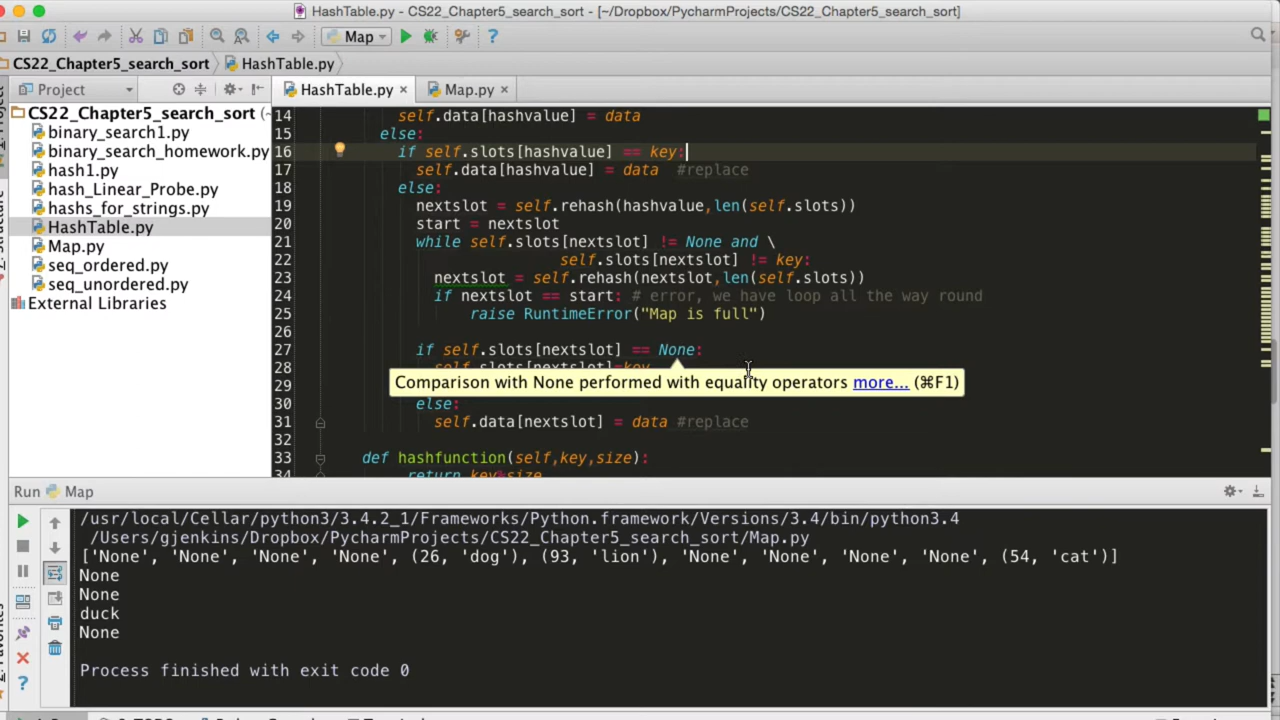 HashTable.py - CS22_Chapter5_search_sort - [~/Dropbox/PycharmProjects/CS22_Chapter5_search_sort]
Map
CS22_Chapter5_search_sort HashTable.py
Project
HashTable.py × Map.py ×
CS22_Chapter5_search_sort (~
binary_search1.py
binary_search_homework.py
hash1.py
hash_Linear_Probe.py
hashs_for_strings.py
HashTable.py
Map.py
seq_ordered.py
seq_unordered.py
External Libraries
14 self.data[hashvalue] = data
15 else:
16 if self.slots[hashvalue] == key:
17 self.data[hashvalue] = data #replace
18 else:
19 nextslot = self.rehash(hashvalue,len(self.slots))
20 start = nextslot
21 while self.slots[nextslot] != None and \
22 self.slots[nextslot] != key:
23 nextslot = self.rehash(nextslot,len(self.slots))
24 if nextslot == start: # error, we have loop all the way round
25 raise RuntimeError("Map is full")
26
27 if self.slots[nextslot] == None:
28 self.slots[nextslot]=key
Comparison with None performed with equality operators more... (⌘F1)
29
30 else:
31 self.data[nextslot] = data #replace
32
33 def hashfunction(self,key,size):
34 return key%size
Run Map
/usr/local/Cellar/python3/3.4.2_1/Frameworks/Python.framework/Versions/3.4/bin/python3.4
/Users/gjenkins/Dropbox/PycharmProjects/CS22_Chapter5_search_sort/Map.py
['None', 'None', 'None', 'None', (26, 'dog'), (93, 'lion'), 'None', 'None', 'None', 'None', (54, 'cat')]
None
None
duck
None
Process finished with exit code 0